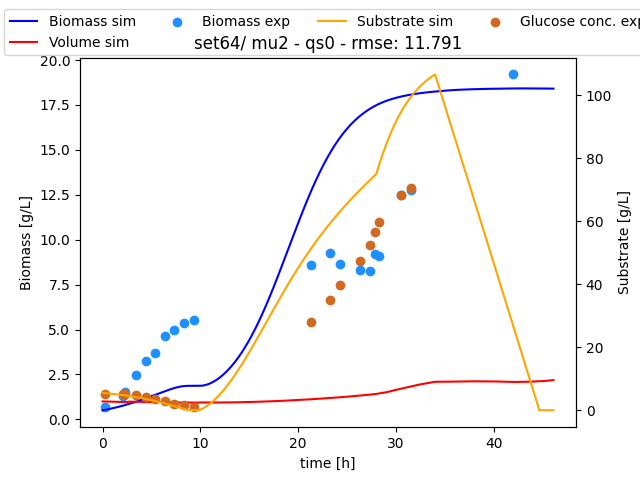 Biomass sim
Biomass exp
Substrate sim
Glucose conc. exp
Volume sim
set64/ mu2 - qs0 - rmse: 11.791
20.0
17.5
15.0
12.5
10.0
7.5
5.0
2.5
0.0
Biomass [g/L]
100
80
60
40
20
0
Substrate [g/L]
0
10
20
30
40
time [h]